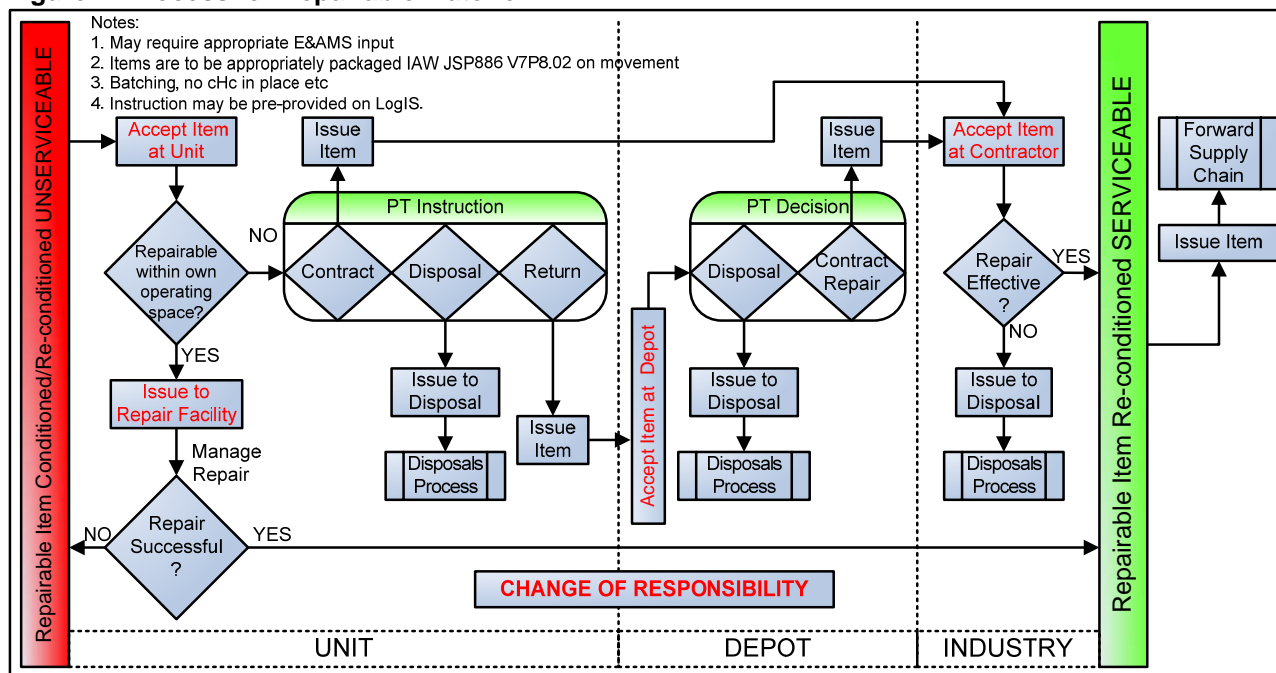 Notes:
1. May require appropriate E&AMS input
2. Items are to be appropriately packaged IAW JSP886 V7P8.02 on movement
3. Batching, no cHc in place etc
4. Instruction may be pre-provided on LogIS.
Repairable Item Conditioned/Re-conditioned UNSERVICEABLE
Accept Item
at Unit
Repairable
within own
operating
space?
NO
YES
Issue to
Repair Facility
Manage
Repair
Repair
Successful
?
NO
YES
Issue
Item
PT Instruction
Contract
Disposal
Return
Issue to
Disposal
Disposals
Process
Issue
Item
Accept Item at Depot
Issue
Item
PT Decision
Disposal
Contract
Repair
Issue to
Disposal
Disposals
Process
Accept Item
at Contractor
Repair
Effective
?
YES
NO
Issue to
Disposal
Disposals
Process
Repairable Item Re-conditioned SERVICEABLE
Forward
Supply
Chain
Issue Item
CHANGE OF RESPONSIBILITY
UNIT
DEPOT
INDUSTRY